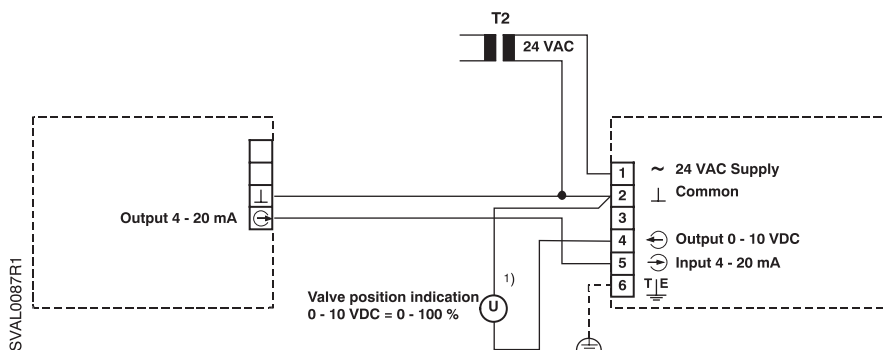 T2
24 VAC
1 ~ 24 VAC Supply
2 ⊥ Common
3
4 Output 0 - 10 VDC
5 Input 4 - 20 mA
6 T E
⊥
Output 4 - 20 mA
1)
Valve position indication
0 - 10 VDC = 0 - 100 %
U
SVAL0087R1